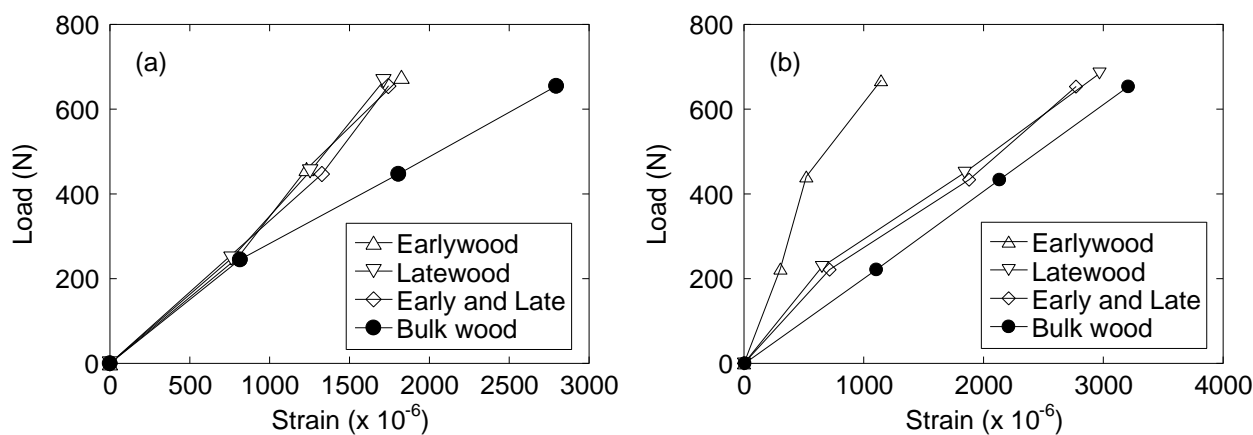 (a)
Load (N)
800
600
400
200
0
0 500 1000 1500 2000 2500 3000
Strain (x 10⁻⁶)
Earlywood
Latewood
Early and Late
Bulk wood
(b)
Load (N)
800
600
400
200
0
0 1000 2000 3000 4000
Strain (x 10⁻⁶)
Earlywood
Latewood
Early and Late
Bulk wood